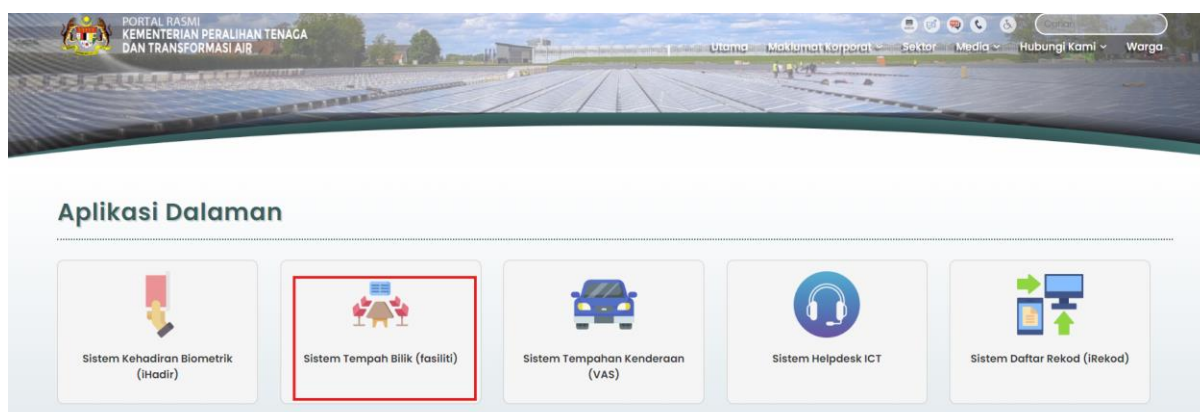 PORTAL RASMI
KEMENTERIAN PERALIHAN TENAGA
DAN TRANSFORMASI AIR
Utama Maklumat Korporat Sektor Media Hubungi Kami Warga
Aplikasi Dalaman
Sistem Kehadiran Biometrik
(iHadir)
Sistem Tempah Bilik (fasiliti)
Sistem Tempahan Kenderaan
(VAS)
Sistem Helpdesk ICT
Sistem Daftar Rekod (iRekod)